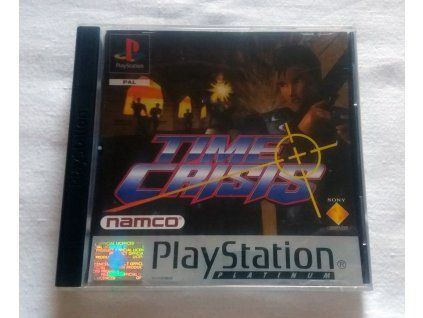 PlayStation
PAL
TIME
CRISIS
namco
SONY
PlayStation®
PLATINUM